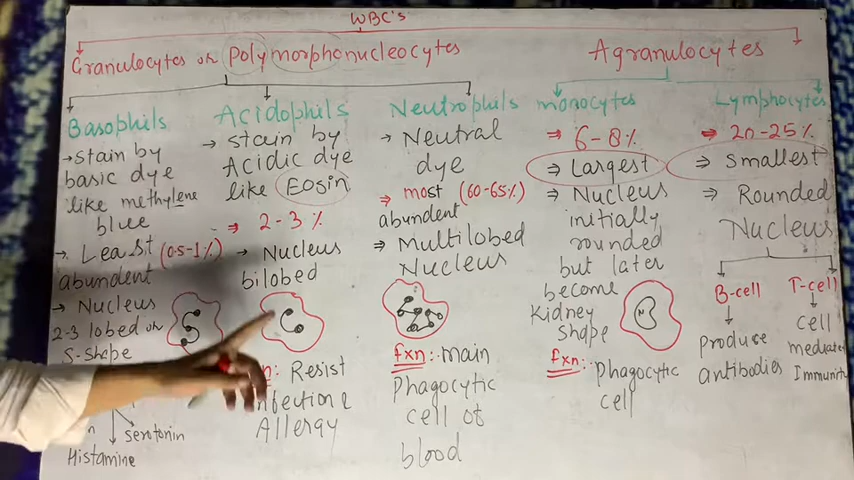 WBC's
Granulocytes or Polymorphonucleocytes
Agranulocytes
Basophils
→ Stain by
basic dye
like methylene
blue
→ Least (0.5-1%)
abundent
→ Nucleus
2-3 lobed or
S-shape
Serotonin
Histamine
Acidophils
→ Stain by
Acidic dye
like Eosin
⇒ 2-3 %
→ Nucleus
bilobed
Resist
Infection &
Allergy
Neutrophils
→ Neutral
dye
⇒ most (60-65%)
abundent
⇒ Multilobed
Nucleus
fxn:- main
Phagocytic
cell of
blood
monocytes
⇒ 6-8%
⇒ Largest
⇒ Nucleus
initially
rounded
but later
become
Kidney
Shape
N
fxn:- Phagocytic
cell
Lymphocytes
⇒ 20-25%
⇒ Smallest
⇒ Rounded
Nucleus
B-cell
produce
antibodies
T-cell
cell
mediated
Immunity